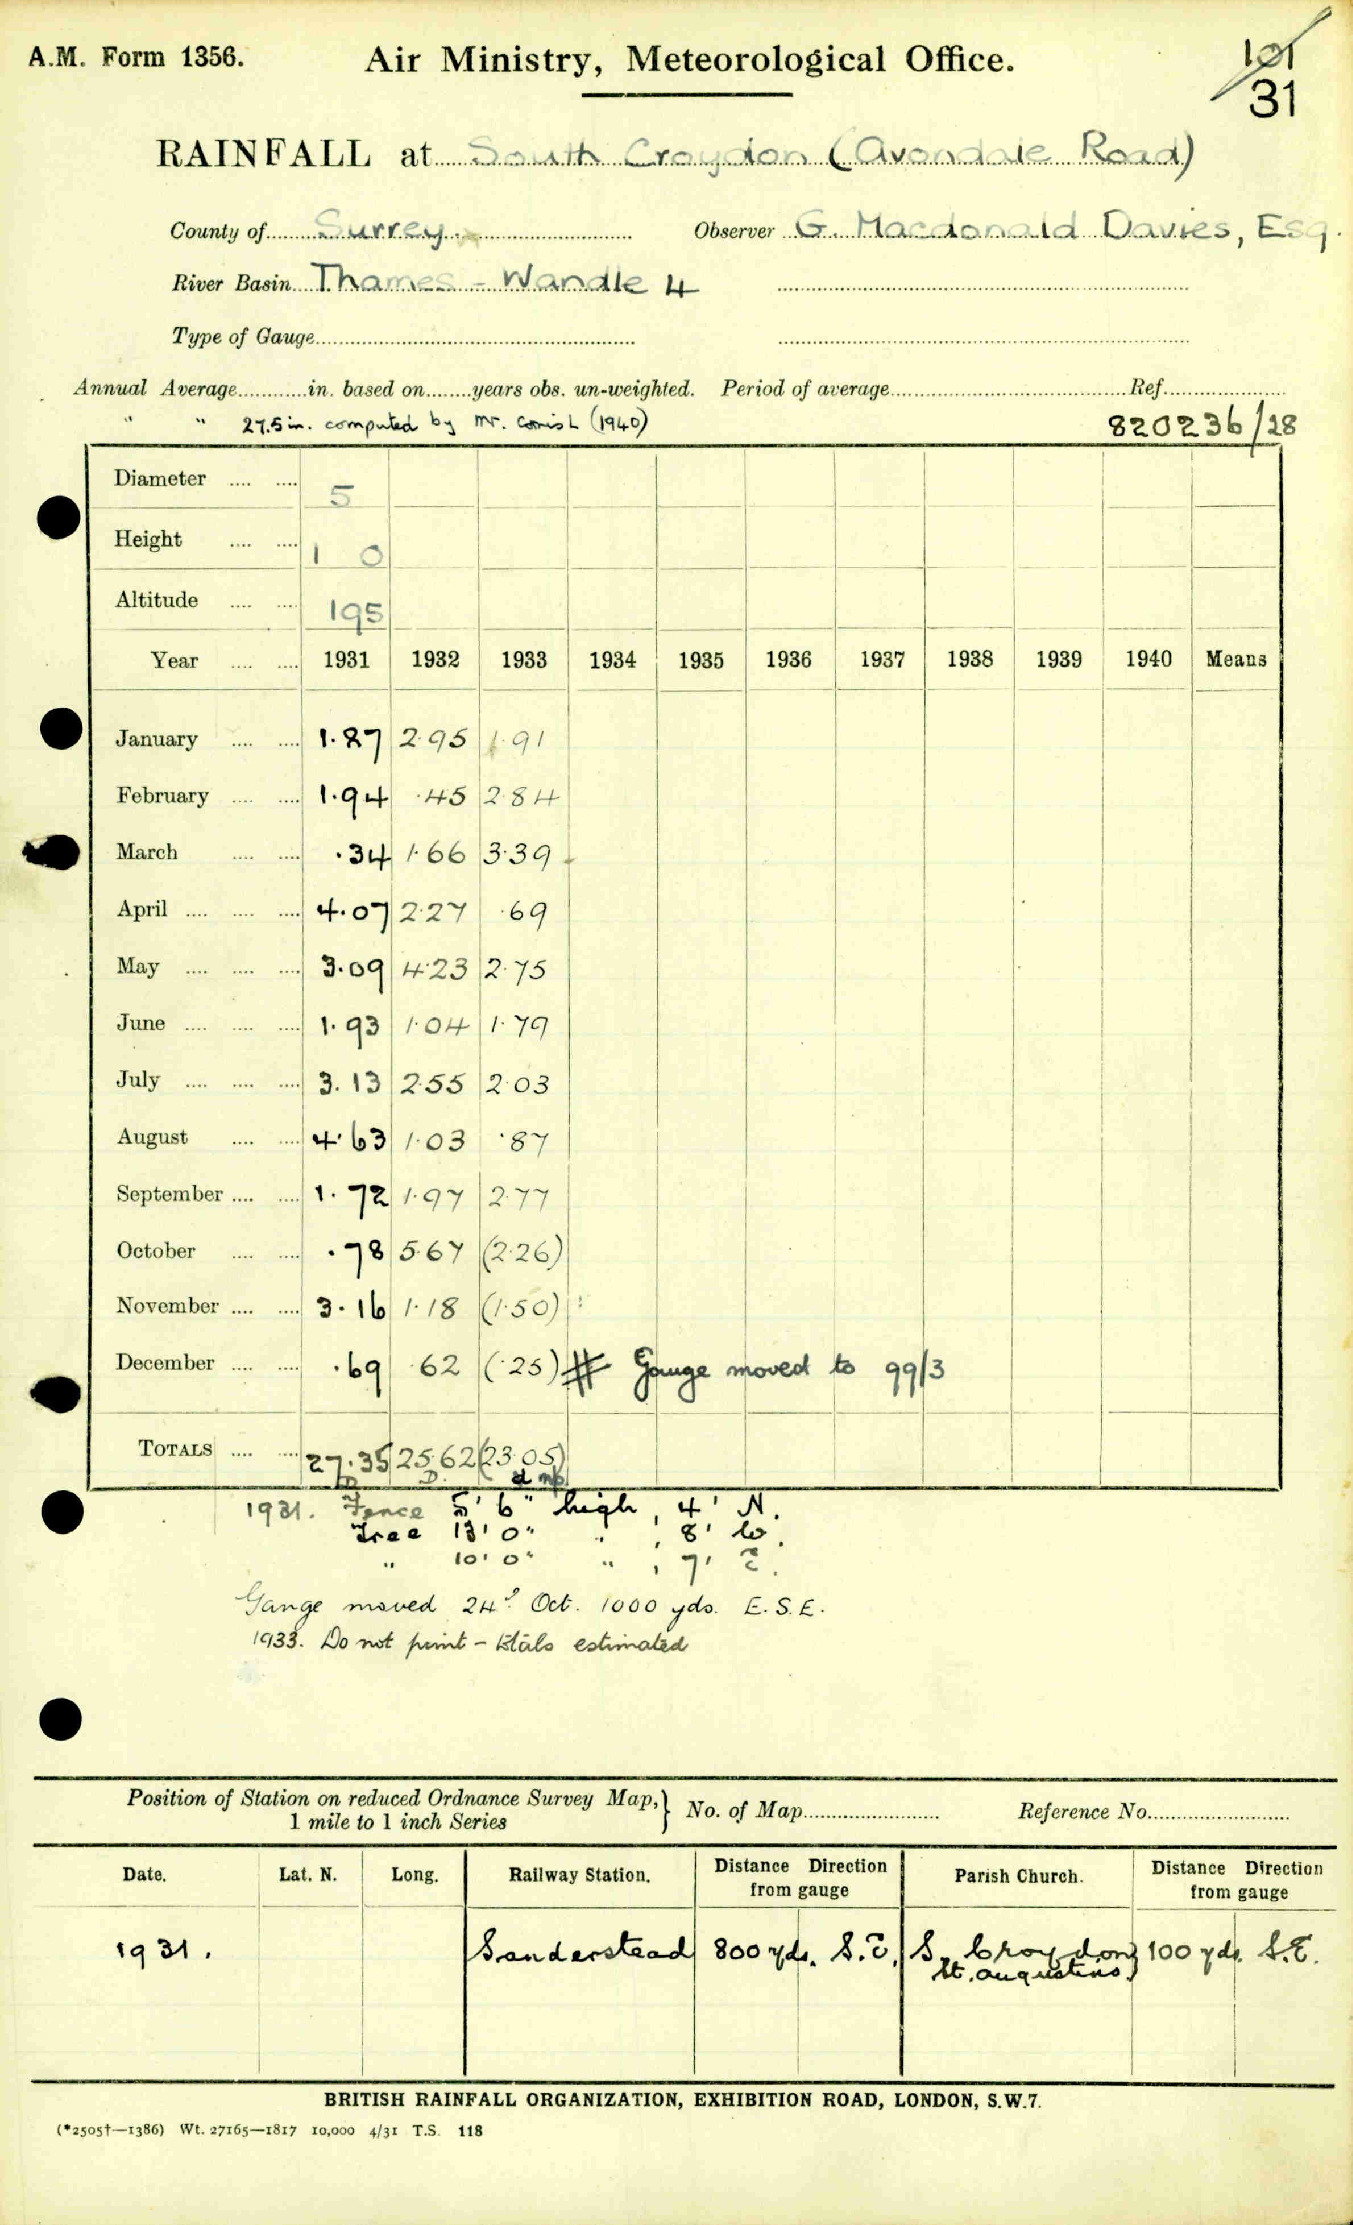 A.M. Form 1356.
Air Ministry, Meteorological Office.
101
31
RAINFALL at South Croydon (Avondale Road)
County of Surrey. Observer G. Macdonald Davies, Esq.
River Basin Thames - Wandle 4
Type of Gauge
Annual Average in. based on years obs. un-weighted. Period of average Ref.
" " 27.5 in. computed by Mr. Cornish (1940) 820236/28
Diameter 5
Height 1 0
Altitude 195
Year 1931 1932 1933 1934 1935 1936 1937 1938 1939 1940 Means
January 1.87 2.95 1.91
February 1.94 .45 2.84
March .34 1.66 3.39
April 4.07 2.27 .69
May 3.09 4.23 2.75
June 1.93 1.04 1.79
July 3.13 2.55 2.03
August 4.63 1.03 .87
September 1.72 1.97 2.77
October .78 5.67 (2.26)
November 3.16 1.18 (1.50)
December .69 .62 (.25) # Gauge moved to 99/3
TOTALS 27.35 25.62 (23.05)
D D. d np
1931. Fence 5' 6" high, 4' N.
Tree 13' 0" " , 8' W.
" 10' 0" " , 7' E.
Gauge moved 24th Oct. 1000 yds. E.S.E.
1933. Do not print - totals estimated
Position of Station on reduced Ordnance Survey Map, 1 mile to 1 inch Series } No. of Map Reference No.
Date. Lat. N. Long. Railway Station. Distance Direction from gauge Parish Church. Distance Direction from gauge
1931. Sanderstead 800 yds. S.E. S. Croydon 100 yds. S.E.
St. Augustins)
BRITISH RAINFALL ORGANIZATION, EXHIBITION ROAD, LONDON, S.W.7.
(*2505†—1386) Wt. 27165—1817 10,000 4/31 T.S. 118